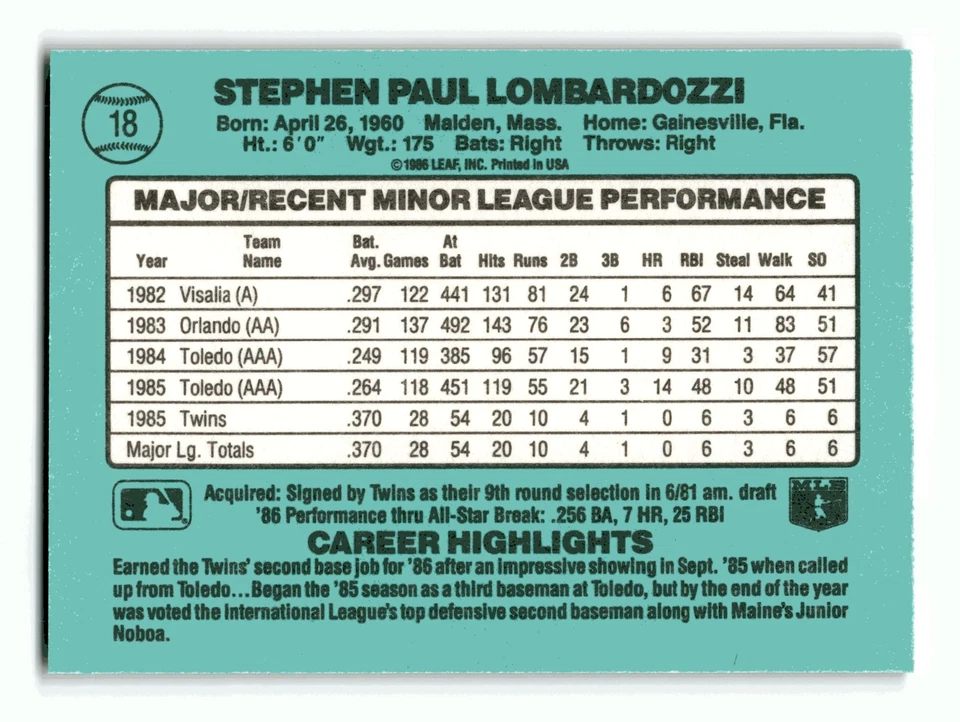 18
STEPHEN PAUL LOMBARDOZZI
Born: April 26, 1960 Malden, Mass. Home: Gainesville, Fla.
Ht.: 6'0" Wgt.: 175 Bats: Right Throws: Right
©1986 LEAF, INC. Printed in USA
MAJOR/RECENT MINOR LEAGUE PERFORMANCE
Year Team Name Bat. Avg. Games At Bat Hits Runs 2B 3B HR RBI Steal Walk SO
1982 Visalia (A) .297 122 441 131 81 24 1 6 67 14 64 41
1983 Orlando (AA) .291 137 492 143 76 23 6 3 52 11 83 51
1984 Toledo (AAA) .249 119 385 96 57 15 1 9 31 3 37 57
1985 Toledo (AAA) .264 118 451 119 55 21 3 14 48 10 48 51
1985 Twins .370 28 54 20 10 4 1 0 6 3 6 6
Major Lg. Totals .370 28 54 20 10 4 1 0 6 3 6 6
Acquired: Signed by Twins as their 9th round selection in 6/81 am. draft
'86 Performance thru All-Star Break: .256 BA, 7 HR, 25 RBI
MLB
CAREER HIGHLIGHTS
Earned the Twins' second base job for '86 after an impressive showing in Sept. '85 when called
up from Toledo...Began the '85 season as a third baseman at Toledo, but by the end of the year
was voted the International League's top defensive second baseman along with Maine's Junior
Noboa.